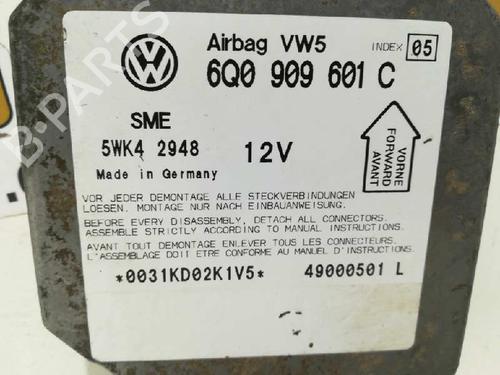 Airbag VW5 INDEX 05
6Q0 909 601 C
SME
5WK4 2948 12V
Made in Germany
VORNE
FORWARD
AVANT
VOR JEDER DEMONTAGE ALLE STECKVERBINDUNGEN
LOESEN. MONTAGE NUR NACH EINBAUANWEISUNG.
BEFORE EVERY DISASSEMBLY, DETACH ALL CONNECTORS.
ASSEMBLE STRICTLY ACCORDING TO MANUAL INSTRUCTIONS.
AVANT TOUT DEMONTAGE ENLEVER TOUS LES CONNECTEURS.
L'ASSEMBLAGE DOIT ETRE CONFORME AU MANUEL D'INSTRUCTIONS.
*0031KD02K1V5* 49000501 L
B-PARTS